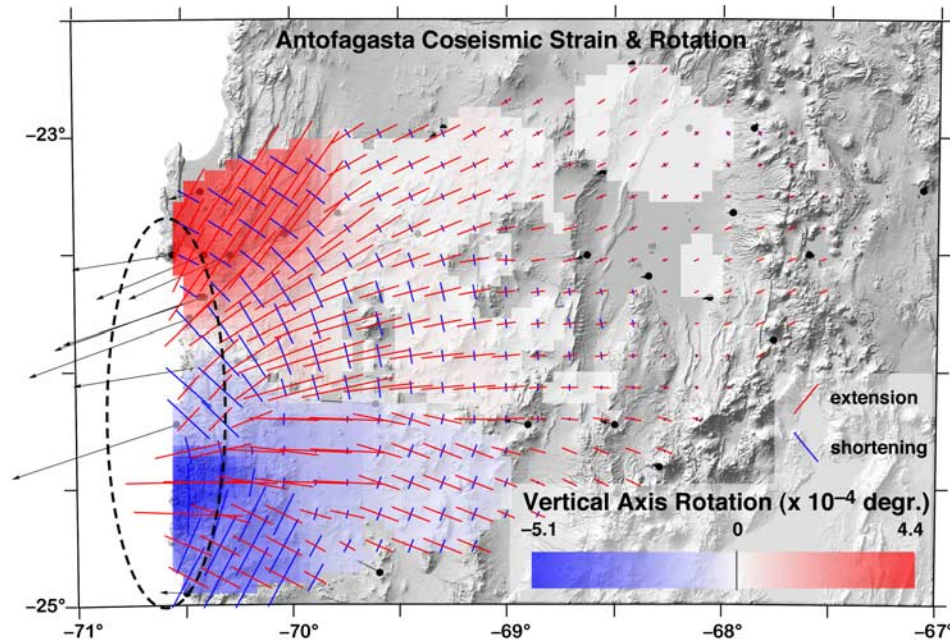 Antofagasta Coseismic Strain & Rotation
−23°
extension
shortening
Vertical Axis Rotation (x 10⁻⁴ degr.)
−5.1 0 4.4
−25°
−71° −70° −69° −68° −67°